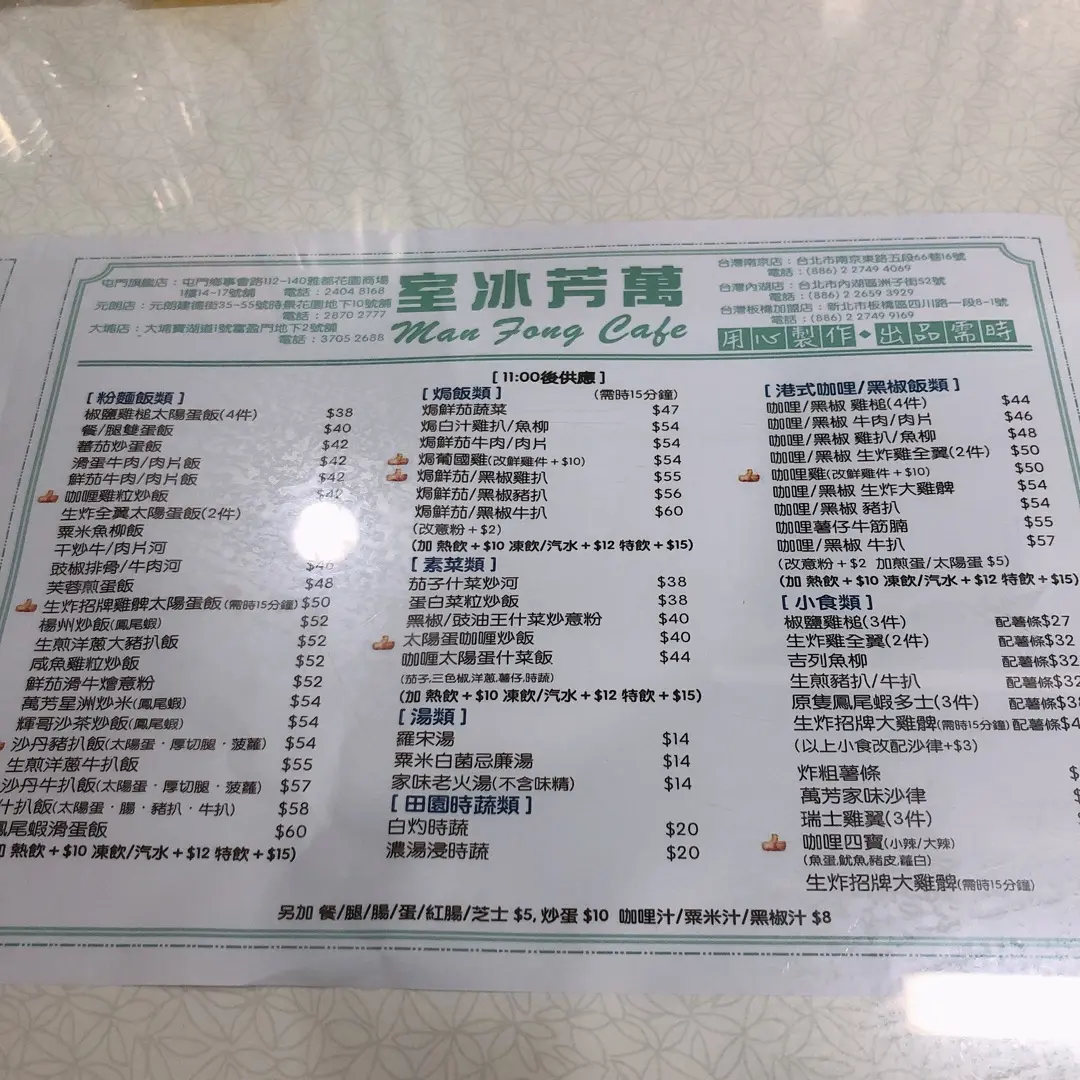 屯門旗艦店：屯門鄉事會路112-140雅都花園商場
1樓14-17號舖 電話：2404 8168
元朗店：元朗建德街35-55號時景花園地下10號舖
電話：2870 2777
大埔店：大埔寶湖道1號富盈門地下2號舖
電話：3705 2688
室冰芳萬
Man Fong Cafe
台灣南京店：台北市南京東路五段66巷16號
電話：(886) 2 2749 4069
台灣內湖店：台北市內湖區洲子街52號
電話：(886) 2 2659 3929
台灣板橋加盟店：新北市板橋區四川路一段8-1號
電話：(886) 2 2749 9169
用心製作◆出品需時
[ 11:00後供應 ]
[ 粉麵飯類 ]
椒鹽雞槌太陽蛋飯(4件) $38
餐/腿雙蛋飯 $40
蕃茄炒蛋飯 $42
滑蛋牛肉/肉片飯 $42
鮮茄牛肉/肉片飯 $42
咖喱雞粒炒飯 $42
生炸全翼太陽蛋飯(2件)
粟米魚柳飯
干炒牛/肉片河
豉椒排骨/牛肉河
芙蓉煎蛋飯 $48
生炸招牌雞髀太陽蛋飯(需時15分鐘) $50
楊州炒飯(鳳尾蝦) $52
生煎洋蔥大豬扒飯 $52
咸魚雞粒炒飯 $52
鮮茄滑牛燴意粉 $52
萬芳星洲炒米(鳳尾蝦) $54
輝哥沙茶炒飯(鳳尾蝦) $54
沙丹豬扒飯(太陽蛋．厚切腿．菠蘿) $54
生煎洋蔥牛扒飯 $55
沙丹牛扒飯(太陽蛋．厚切腿．菠蘿) $57
什扒飯(太陽蛋．腸．豬扒．牛扒) $58
鳳尾蝦滑蛋飯 $60
熱飲＋$10 凍飲/汽水＋$12 特飲＋$15)
[ 焗飯類 ] (需時15分鐘)
焗鮮茄蔬菜 $47
焗白汁雞扒/魚柳 $54
焗鮮茄牛肉/肉片 $54
焗葡國雞(改鮮雞件＋$10) $54
焗鮮茄/黑椒雞扒 $55
焗鮮茄/黑椒豬扒 $56
焗鮮茄/黑椒牛扒 $60
(改意粉＋$2)
(加 熱飲＋$10 凍飲/汽水＋$12 特飲＋$15)
[ 素菜類 ]
茄子什菜炒河 $38
蛋白菜粒炒飯 $38
黑椒/豉油王什菜炒意粉 $40
太陽蛋咖喱炒飯 $40
咖喱太陽蛋什菜飯 $44
(茄子,三色椒,洋蔥,薯仔,時蔬)
(加 熱飲＋$10 凍飲/汽水＋$12 特飲＋$15)
[ 湯類 ]
羅宋湯 $14
粟米白菌忌廉湯 $14
家味老火湯(不含味精) $14
[ 田園時蔬類 ]
白灼時蔬 $20
濃湯浸時蔬 $20
[ 港式咖哩/黑椒飯類 ]
咖哩/黑椒 雞槌(4件) $44
咖哩/黑椒 牛肉/肉片 $46
咖哩/黑椒 雞扒/魚柳 $48
咖哩/黑椒 生炸雞全翼(2件) $50
咖哩雞(改鮮雞件＋$10) $50
咖哩/黑椒 生炸大雞髀 $54
咖哩/黑椒 豬扒 $54
咖哩薯仔牛筋腩 $55
咖哩/黑椒 牛扒 $57
(改意粉＋$2 加煎蛋/太陽蛋 $5)
(加 熱飲＋$10 凍飲/汽水＋$12 特飲＋$15)
[ 小食類 ]
椒鹽雞槌(3件) 配薯條$27
生炸雞全翼(2件) 配薯條$32
吉列魚柳 配薯條$32
生煎豬扒/牛扒 配薯條$32
原隻鳳尾蝦多士(3件) 配薯條
生炸招牌大雞髀(需時15分鐘) 配薯條
(以上小食改配沙律+$3)
炸粗薯條
萬芳家味沙律
瑞士雞翼(3件)
咖哩四寶(小辣/大辣)
(魚蛋,魷魚,豬皮,蘿白)
生炸招牌大雞髀(需時15分鐘)
另加 餐/腿/腸/蛋/紅腸/芝士 $5, 炒蛋 $10 咖哩汁/粟米汁/黑椒汁 $8